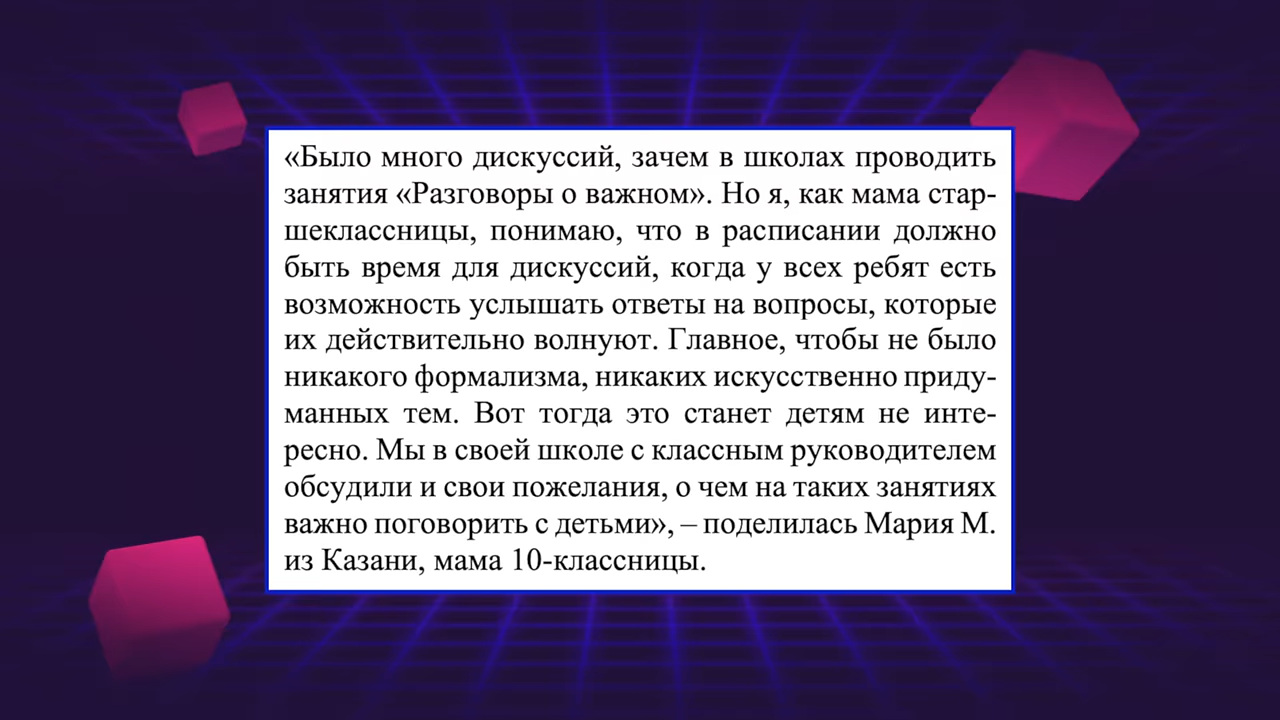 «Было много дискуссий, зачем в школах проводить
занятия «Разговоры о важном». Но я, как мама стар-
шеклассницы, понимаю, что в расписании должно
быть время для дискуссий, когда у всех ребят есть
возможность услышать ответы на вопросы, которые
их действительно волнуют. Главное, чтобы не было
никакого формализма, никаких искусственно приду-
манных тем. Вот тогда это станет детям не инте-
ресно. Мы в своей школе с классным руководителем
обсудили и свои пожелания, о чем на таких занятиях
важно поговорить с детьми», – поделилась Мария М.
из Казани, мама 10-классницы.